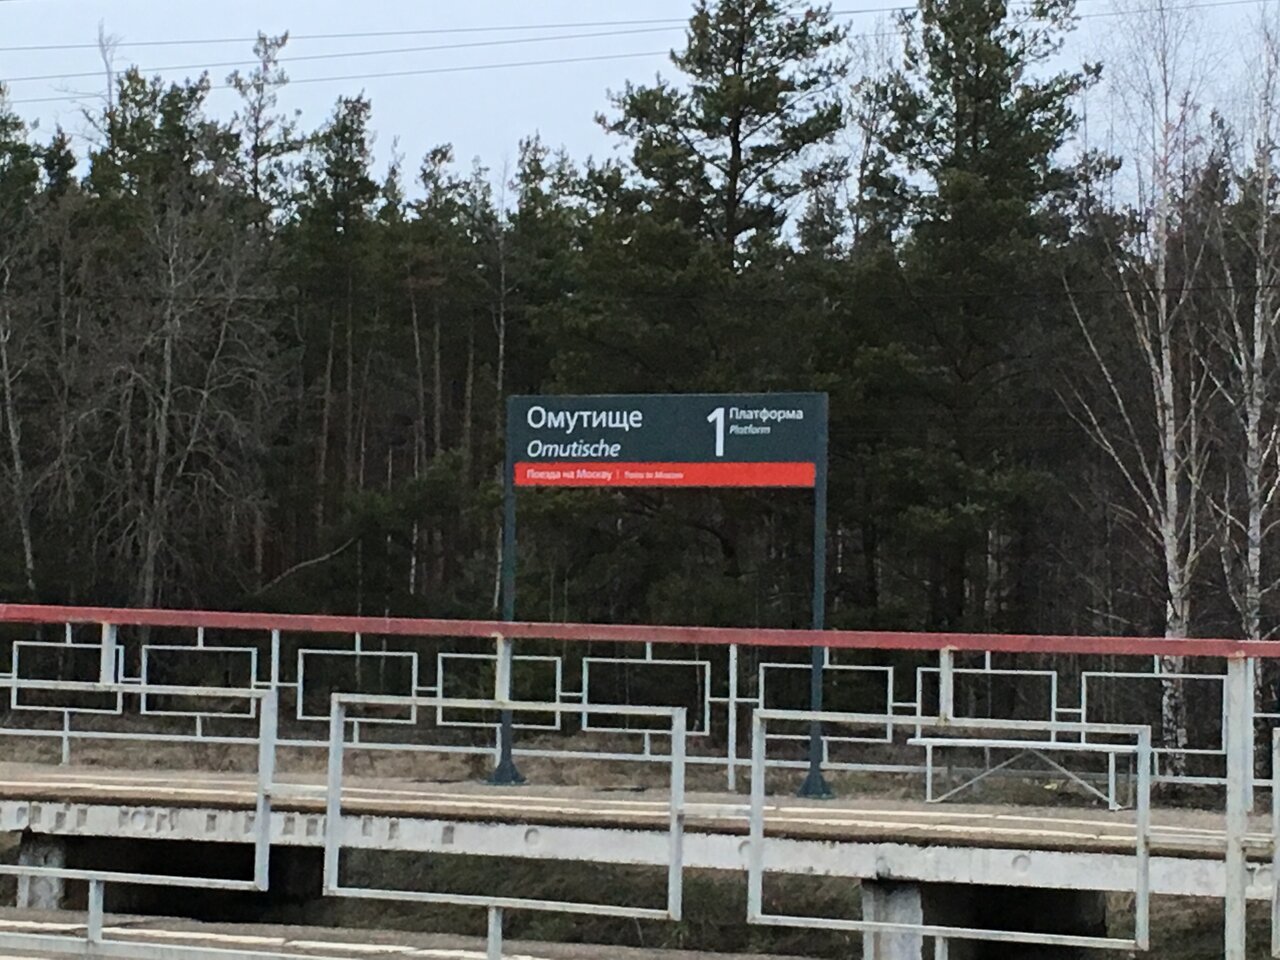 Омутище
Omutische
1
Платформа
Platform
Поезда на Москву | Trains to Moscow